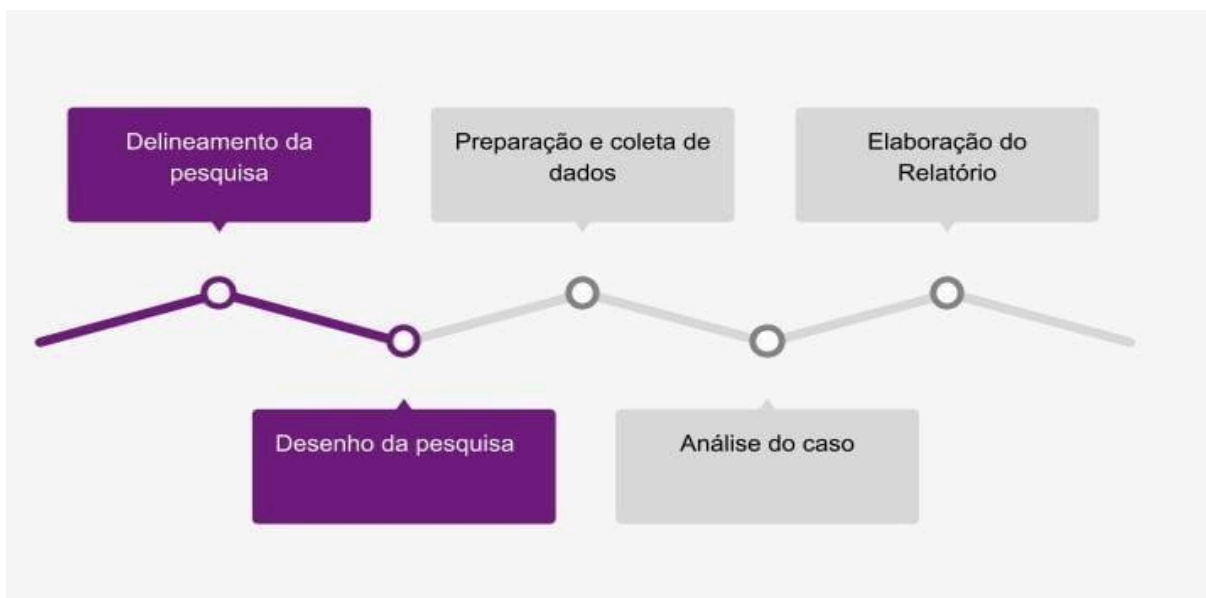 Delineamento da
pesquisa
Desenho da pesquisa
Preparação e coleta de
dados
Análise do caso
Elaboração do
Relatório